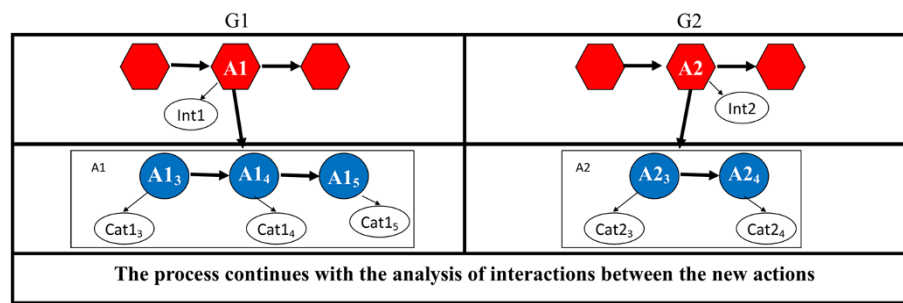 G1 G2
A1 A2
Int1 Int2
A1 A1₃ A1₄ A1₅ A2 A2₃ A2₄
Cat1₃ Cat1₄ Cat1₅ Cat2₃ Cat2₄
The process continues with the analysis of interactions between the new actions